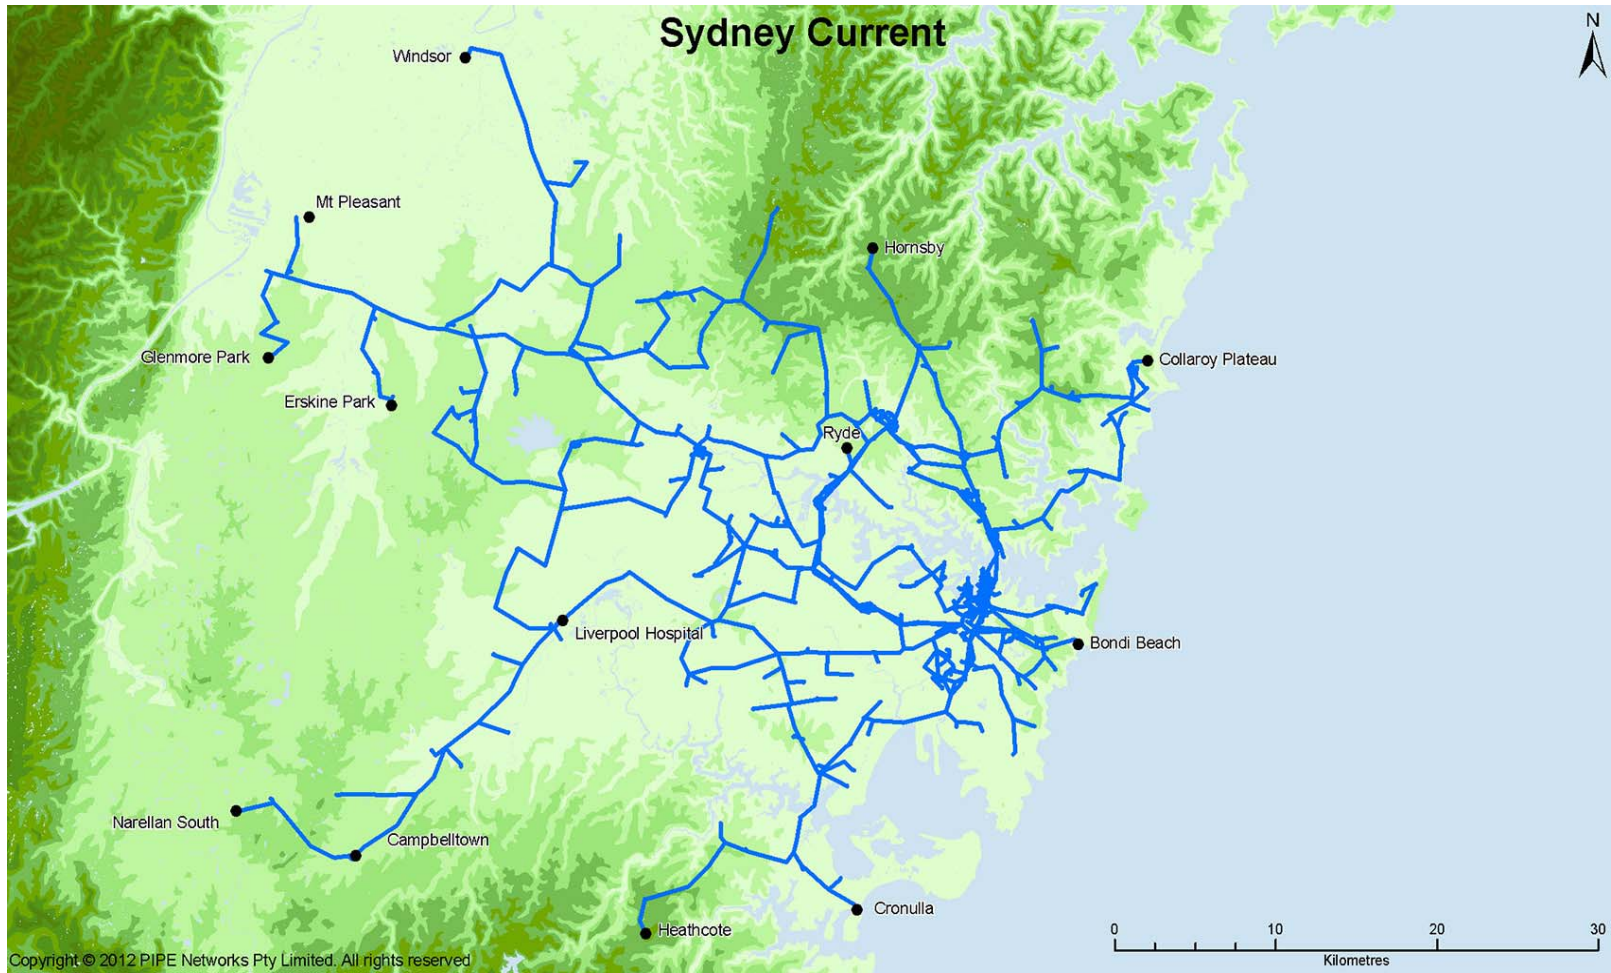 Sydney Current
N
Windsor
Mt Pleasant
Hornsby
Glenmore Park
Collaroy Plateau
Erskine Park
Ryde
Liverpool Hospital
Bondi Beach
Narellan South
Campbelltown
Cronulla
Heathcote
0 10 20 30
Kilometres
Copyright © 2012 PIPE Networks Pty Limited. All rights reserved